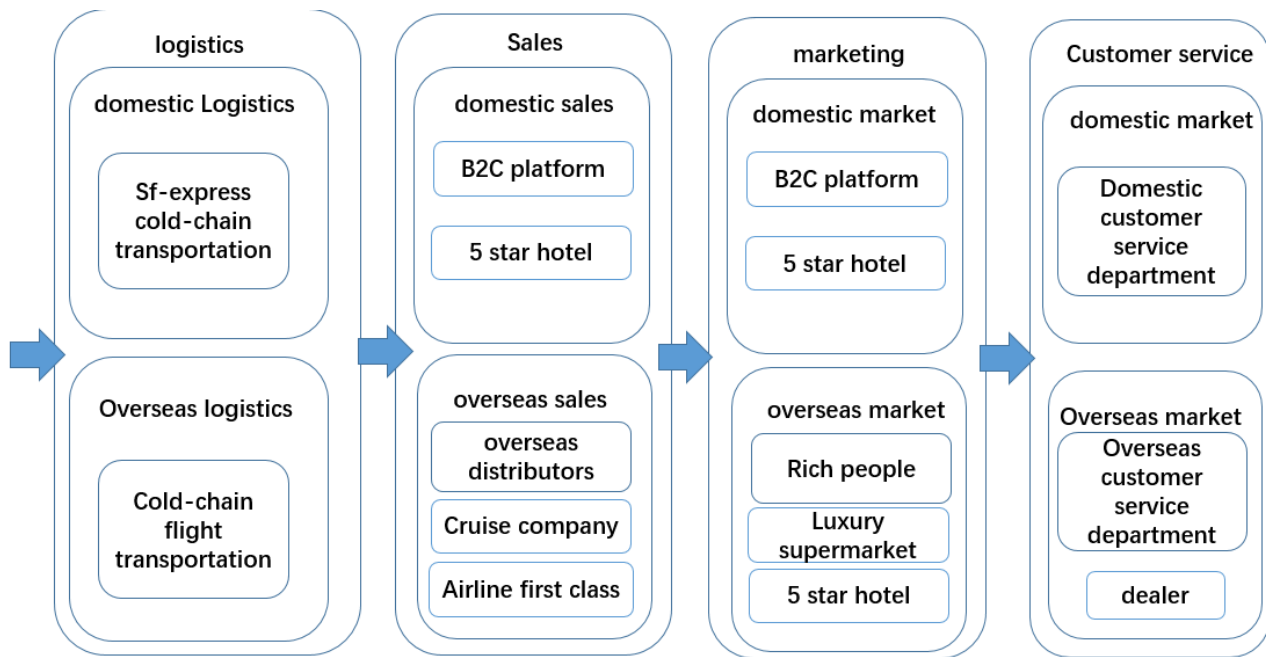 logistics
domestic Logistics
Sf-express
cold-chain
transportation
Overseas logistics
Cold-chain
flight
transportation
Sales
domestic sales
B2C platform
5 star hotel
overseas sales
overseas
distributors
Cruise company
Airline first class
marketing
domestic market
B2C platform
5 star hotel
overseas market
Rich people
Luxury
supermarket
5 star hotel
Customer service
domestic market
Domestic
customer
service
department
Overseas market
Overseas
customer
service
department
dealer